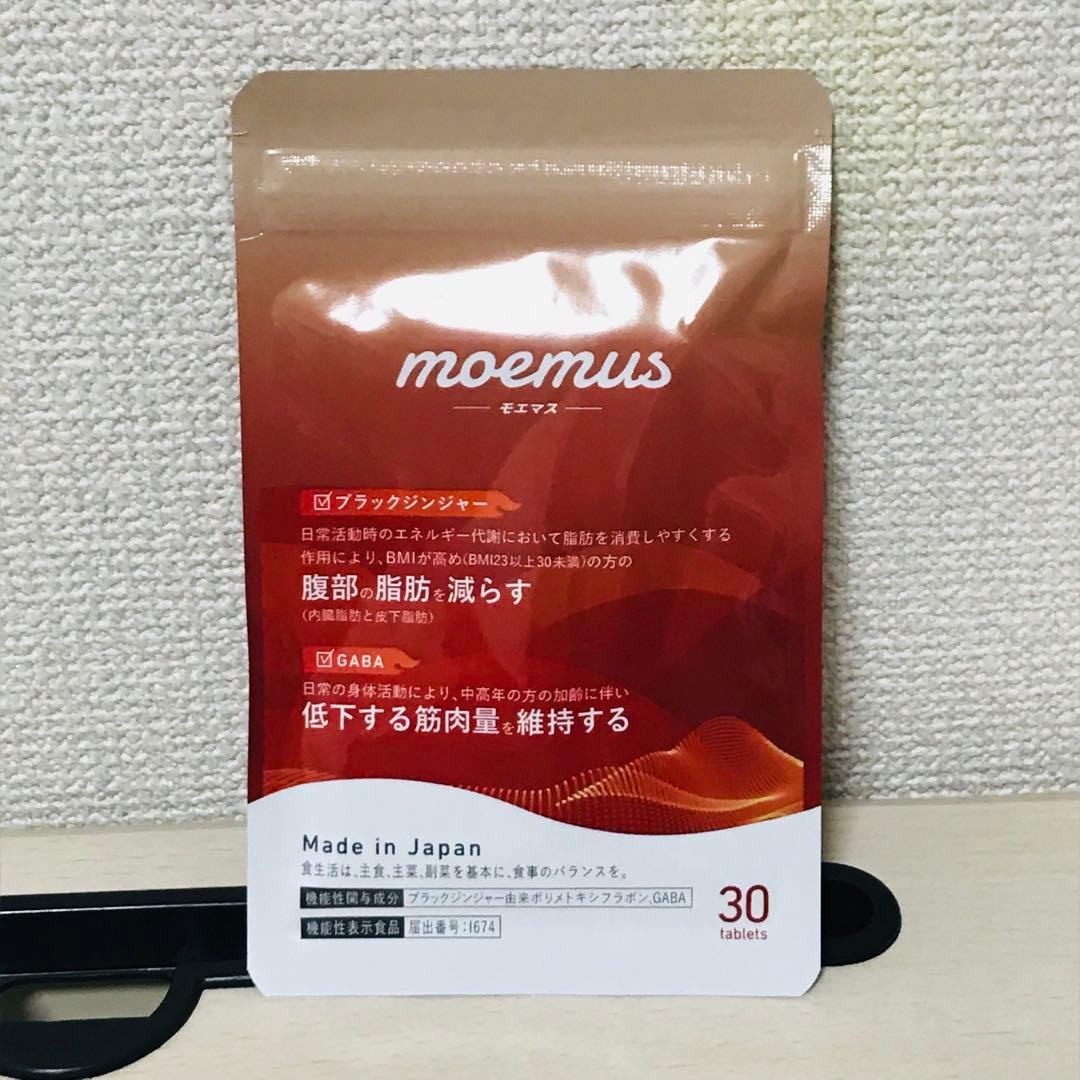 moemus
モエマス
ブラックジンジャー
日常活動時のエネルギー代謝において脂肪を消費しやすくする
作用により、BMIが高め(BMI23以上30未満)の方の
腹部の脂肪を減らす
(内臓脂肪と皮下脂肪)
GABA
日常の身体活動により、中高年の方の加齢に伴い
低下する筋肉量を維持する
Made in Japan
食生活は、主食、主菜、副菜を基本に、食事のバランスを。
機能性関与成分 ブラックジンジャー由来ポリメトキシフラボン、GABA
機能性表示食品 届出番号:I674
30
tablets